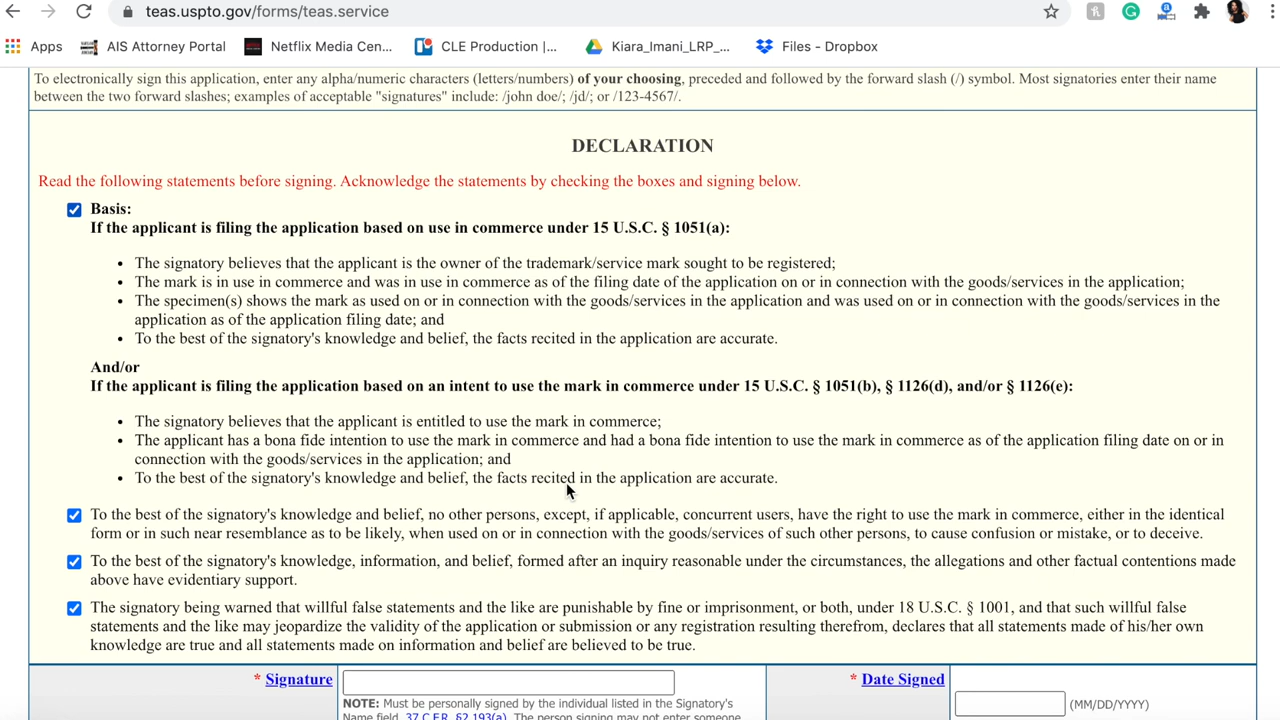 teas.uspto.gov/forms/teas.service
Apps AIS Attorney Portal Netflix Media Cen... CLE Production |... Kiara_Imani_LRP_... Files - Dropbox
To electronically sign this application, enter any alpha/numeric characters (letters/numbers) of your choosing, preceded and followed by the forward slash (/) symbol. Most signatories enter their name
between the two forward slashes; examples of acceptable "signatures" include: /john doe/; /jd/; or /123-4567/.
DECLARATION
Read the following statements before signing. Acknowledge the statements by checking the boxes and signing below.
Basis:
If the applicant is filing the application based on use in commerce under 15 U.S.C. § 1051(a):
• The signatory believes that the applicant is the owner of the trademark/service mark sought to be registered;
• The mark is in use in commerce and was in use in commerce as of the filing date of the application on or in connection with the goods/services in the application;
• The specimen(s) shows the mark as used on or in connection with the goods/services in the application and was used on or in connection with the goods/services in the
application as of the application filing date; and
• To the best of the signatory's knowledge and belief, the facts recited in the application are accurate.
And/or
If the applicant is filing the application based on an intent to use the mark in commerce under 15 U.S.C. § 1051(b), § 1126(d), and/or § 1126(e):
• The signatory believes that the applicant is entitled to use the mark in commerce;
• The applicant has a bona fide intention to use the mark in commerce and had a bona fide intention to use the mark in commerce as of the application filing date on or in
connection with the goods/services in the application; and
• To the best of the signatory's knowledge and belief, the facts recited in the application are accurate.
To the best of the signatory's knowledge and belief, no other persons, except, if applicable, concurrent users, have the right to use the mark in commerce, either in the identical
form or in such near resemblance as to be likely, when used on or in connection with the goods/services of such other persons, to cause confusion or mistake, or to deceive.
To the best of the signatory's knowledge, information, and belief, formed after an inquiry reasonable under the circumstances, the allegations and other factual contentions made
above have evidentiary support.
The signatory being warned that willful false statements and the like are punishable by fine or imprisonment, or both, under 18 U.S.C. § 1001, and that such willful false
statements and the like may jeopardize the validity of the application or submission or any registration resulting therefrom, declares that all statements made of his/her own
knowledge are true and all statements made on information and belief are believed to be true.
* Signature * Date Signed
(MM/DD/YYYY)
NOTE: Must be personally signed by the individual listed in the Signatory's
Name field. 37 C.F.R. §2.193(a). The person signing may not enter someone